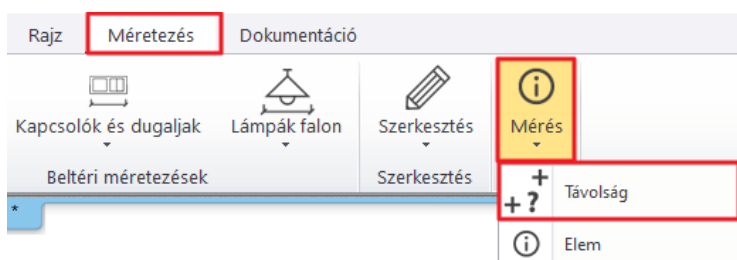 Rajz Méretezés Dokumentáció
Kapcsolók és dugaljak Lámpák falon Szerkesztés Mérés
Beltéri méretezések Szerkesztés
* + + ? Távolság
Elem